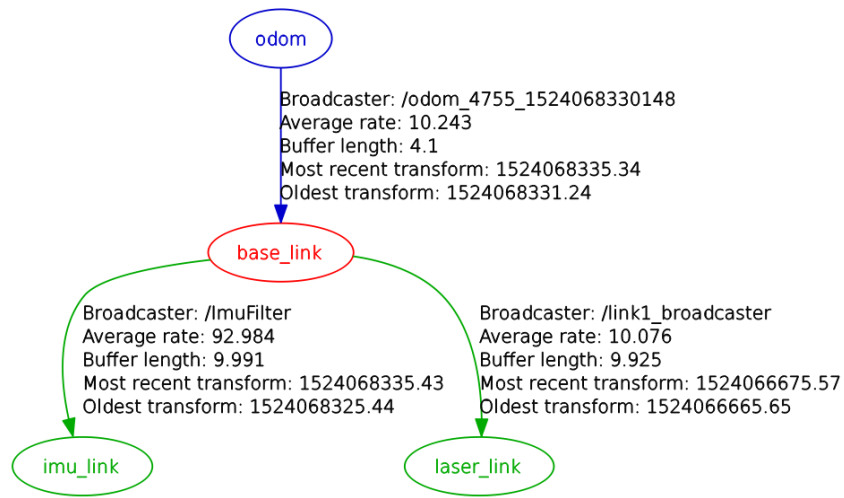 odom
Broadcaster: /odom_4755_1524068330148
Average rate: 10.243
Buffer length: 4.1
Most recent transform: 1524068335.34
Oldest transform: 1524068331.24
base_link
Broadcaster: /ImuFilter
Average rate: 92.984
Buffer length: 9.991
Most recent transform: 1524068335.43
Oldest transform: 1524068325.44
Broadcaster: /link1_broadcaster
Average rate: 10.076
Buffer length: 9.925
Most recent transform: 1524066675.57
Oldest transform: 1524066665.65
imu_link
laser_link